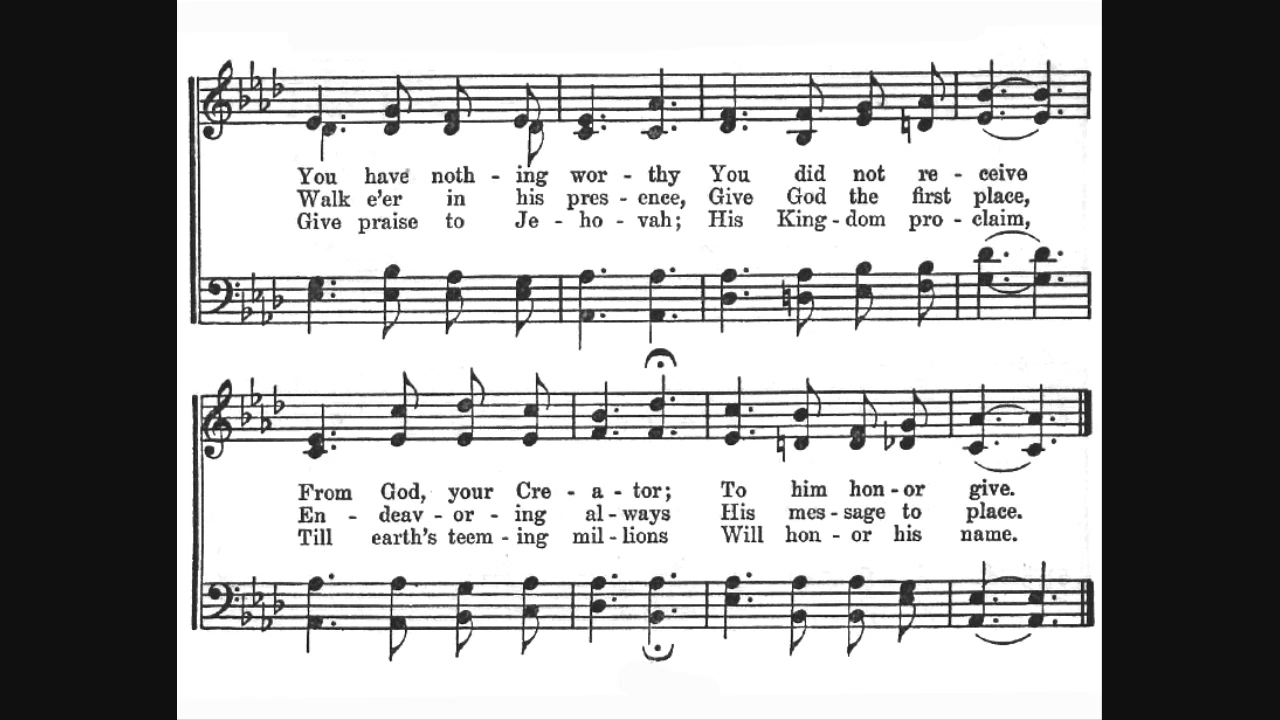 You have noth - ing wor - thy You did not re - ceive
Walk e'er in his pres - ence, Give God the first place,
Give praise to Je - ho - vah; His King - dom pro - claim,
From God, your Cre - a - tor; To him hon - or give.
En - deav - or - ing al - ways His mes - sage to place.
Till earth's teem - ing mil - lions Will hon - or his name.